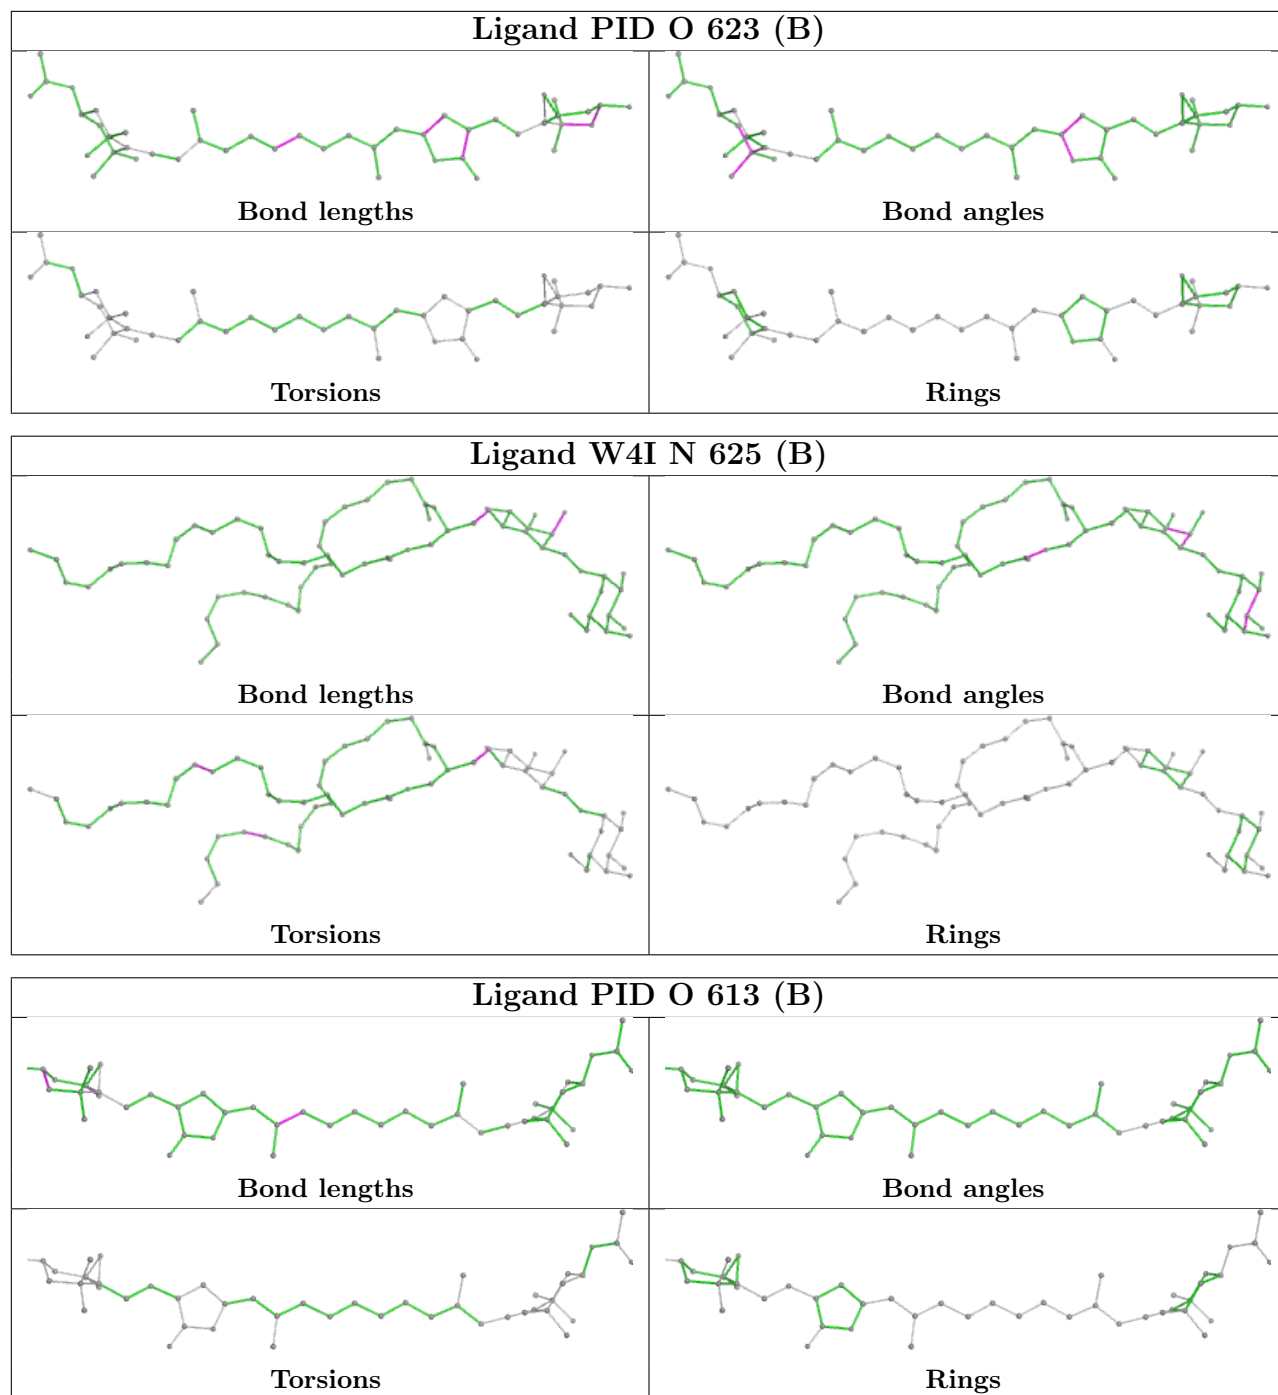 Ligand PID O 623 (B)
Bond lengths
Bond angles
Torsions
Rings
Ligand W4I N 625 (B)
Bond lengths
Bond angles
Torsions
Rings
Ligand PID O 613 (B)
Bond lengths
Bond angles
Torsions
Rings